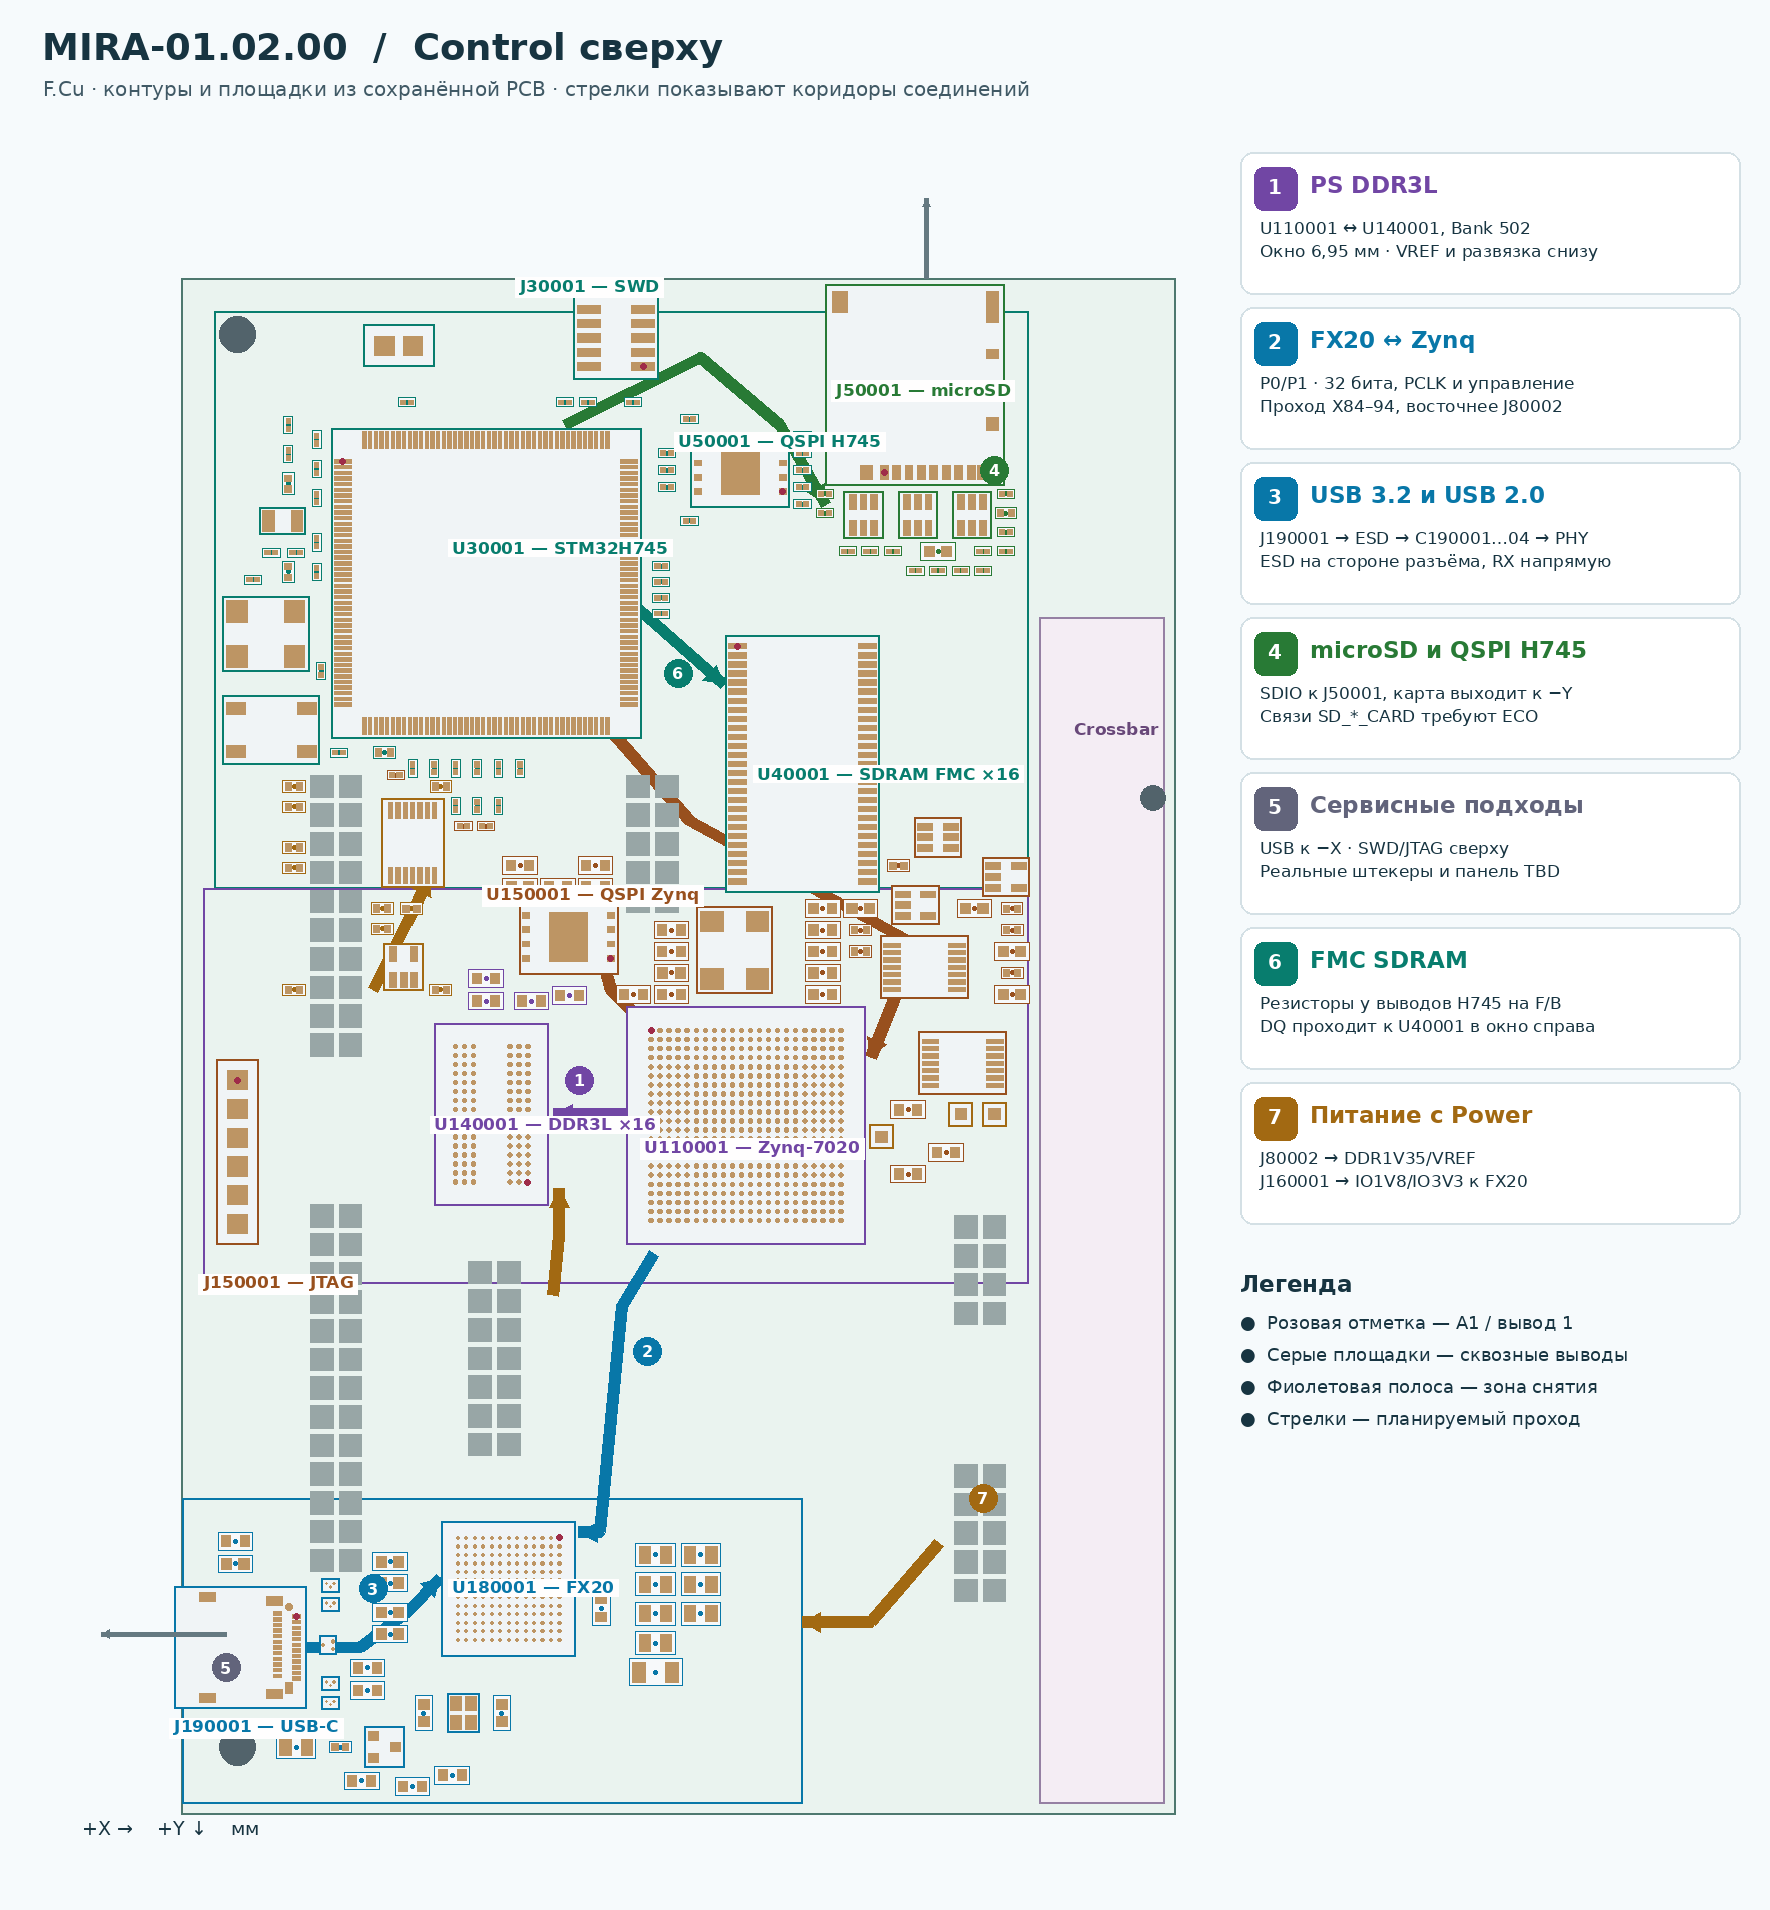 MIRA-01.02.00 / Control сверху
F.Cu · контуры и площадки из сохранённой PCB · стрелки показывают коридоры соединений
J30001 — SWD
J50001 — microSD
U50001 — QSPI H745
4
U30001 — STM32H745
6
Crossbar
U40001 — SDRAM FMC ×16
U150001 — QSPI Zynq
1
U140001 — DDR3L ×16
U110001 — Zynq-7020
J150001 — JTAG
2
7
3
U180001 — FX20
5
J190001 — USB-C
+X → +Y ↓ мм
1 PS DDR3L
U110001 ↔ U140001, Bank 502
Окно 6,95 мм · VREF и развязка снизу
2 FX20 ↔ Zynq
P0/P1 · 32 бита, PCLK и управление
Проход X84–94, восточнее J80002
3 USB 3.2 и USB 2.0
J190001 → ESD → C190001…04 → PHY
ESD на стороне разъёма, RX напрямую
4 microSD и QSPI H745
SDIO к J50001, карта выходит к −Y
Связи SD_*_CARD требуют ECO
5 Сервисные подходы
USB к −X · SWD/JTAG сверху
Реальные штекеры и панель TBD
6 FMC SDRAM
Резисторы у выводов H745 на F/B
DQ проходит к U40001 в окно справа
7 Питание с Power
J80002 → DDR1V35/VREF
J160001 → IO1V8/IO3V3 к FX20
Легенда
● Розовая отметка — A1 / вывод 1
● Серые площадки — сквозные выводы
● Фиолетовая полоса — зона снятия
● Стрелки — планируемый проход